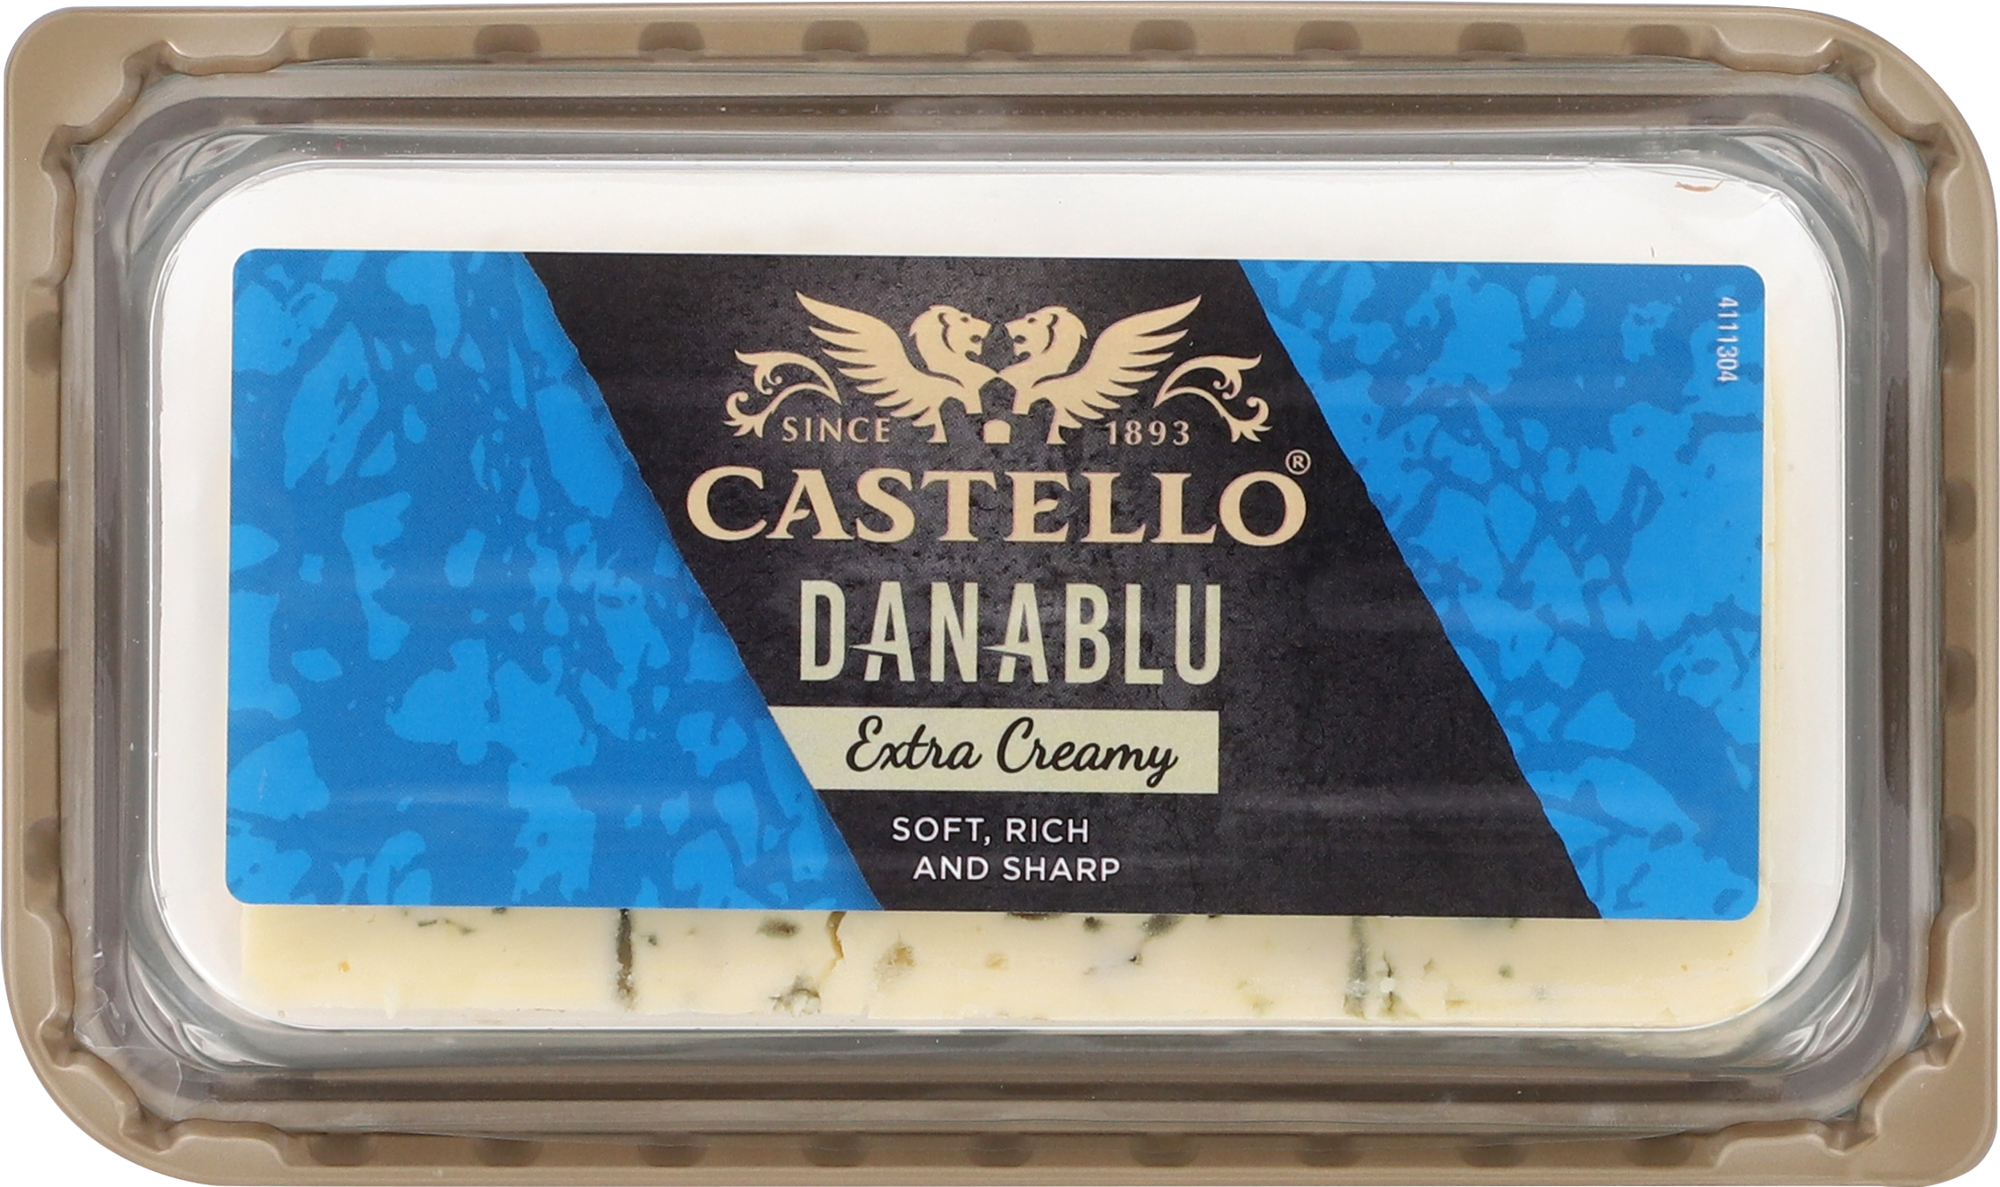 SINCE 1893
CASTELLO®
DANABLU
Extra Creamy
SOFT, RICH
AND SHARP
4111304